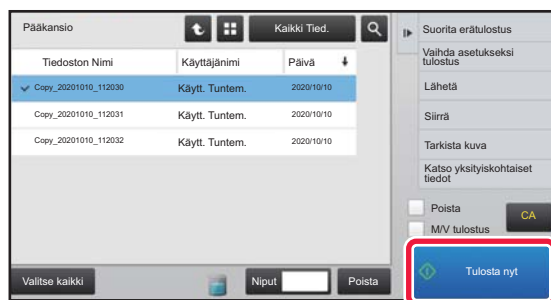 Pääkansio
Kaikki Tied.
Tiedoston Nimi Käyttäjänimi Päivä
Copy_20201010_112030 Käytt. Tuntem. 2020/10/10
Copy_20201010_112031 Käytt. Tuntem. 2020/10/10
Copy_20201010_112032 Käytt. Tuntem. 2020/10/10
Valitse kaikki
Niput
Poista
Suorita erätulostus
Vaihda asetukseksi
tulostus
Lähetä
Siirrä
Tarkista kuva
Katso yksityiskohtaiset
tiedot
Poista
M/V tulostus
CA
Tulosta nyt